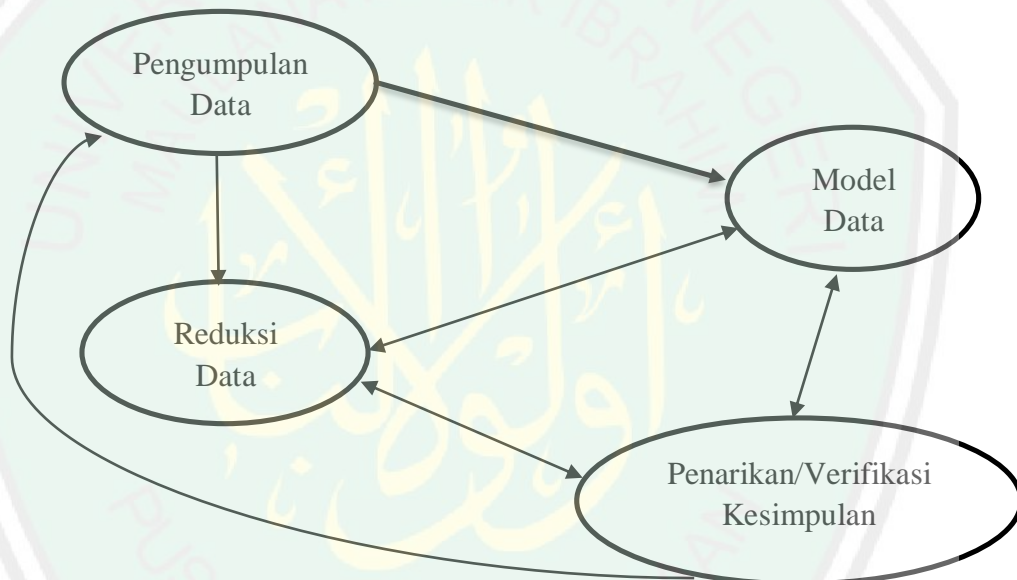 Pengumpulan
Data
Model
Data
Reduksi
Data
Penarikan/Verifikasi
Kesimpulan